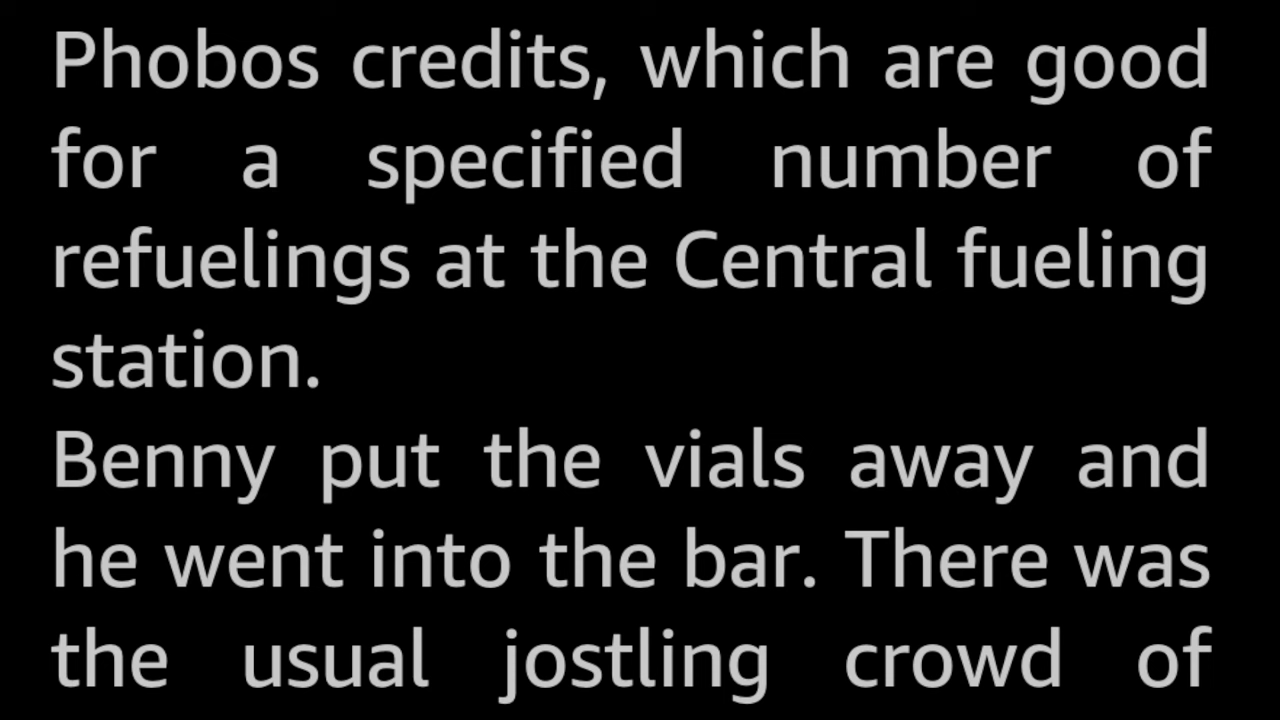 Phobos credits, which are good
for a specified number of
refuelings at the Central fueling
station.
Benny put the vials away and
he went into the bar. There was
the usual jostling crowd of